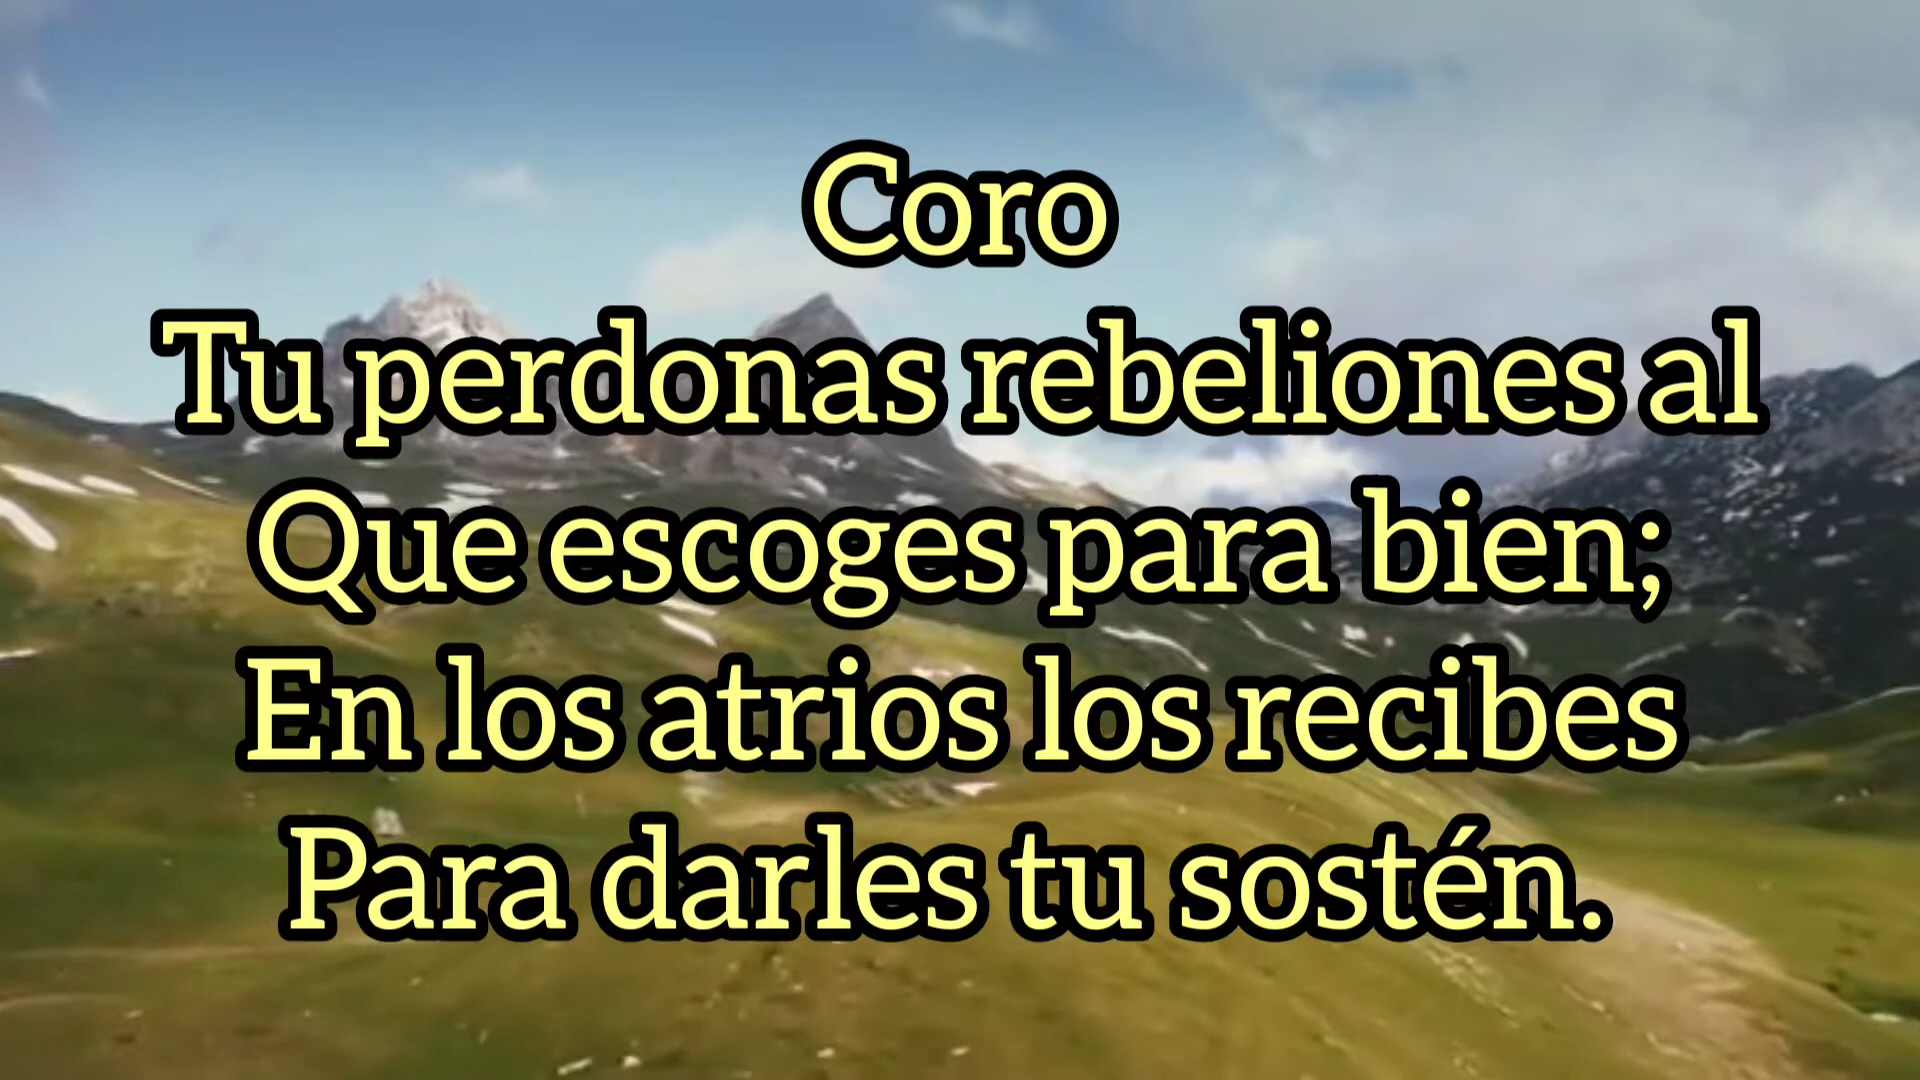 Coro
Tu perdonas rebeliones al
Que escoges para bien;
En los atrios los recibes
Para darles tu sostén.